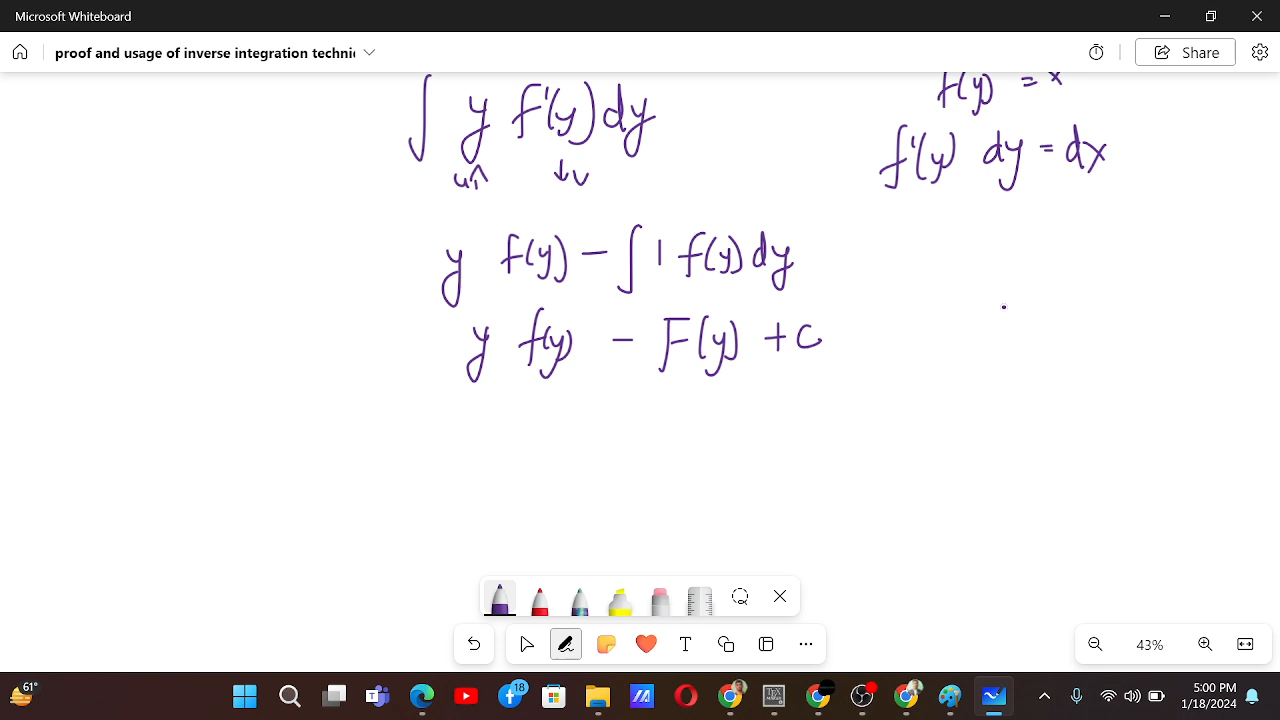 Microsoft Whiteboard
proof and usage of inverse integration techni
Share
∫ y f'(y) dy
u↑ ↓v
f(y) = x
f'(y) dy = dx
y f(y) - ∫ 1 f(y) dy
y f(y) - F(y) + c
43%
61°
18
5:00 PM
1/18/2024